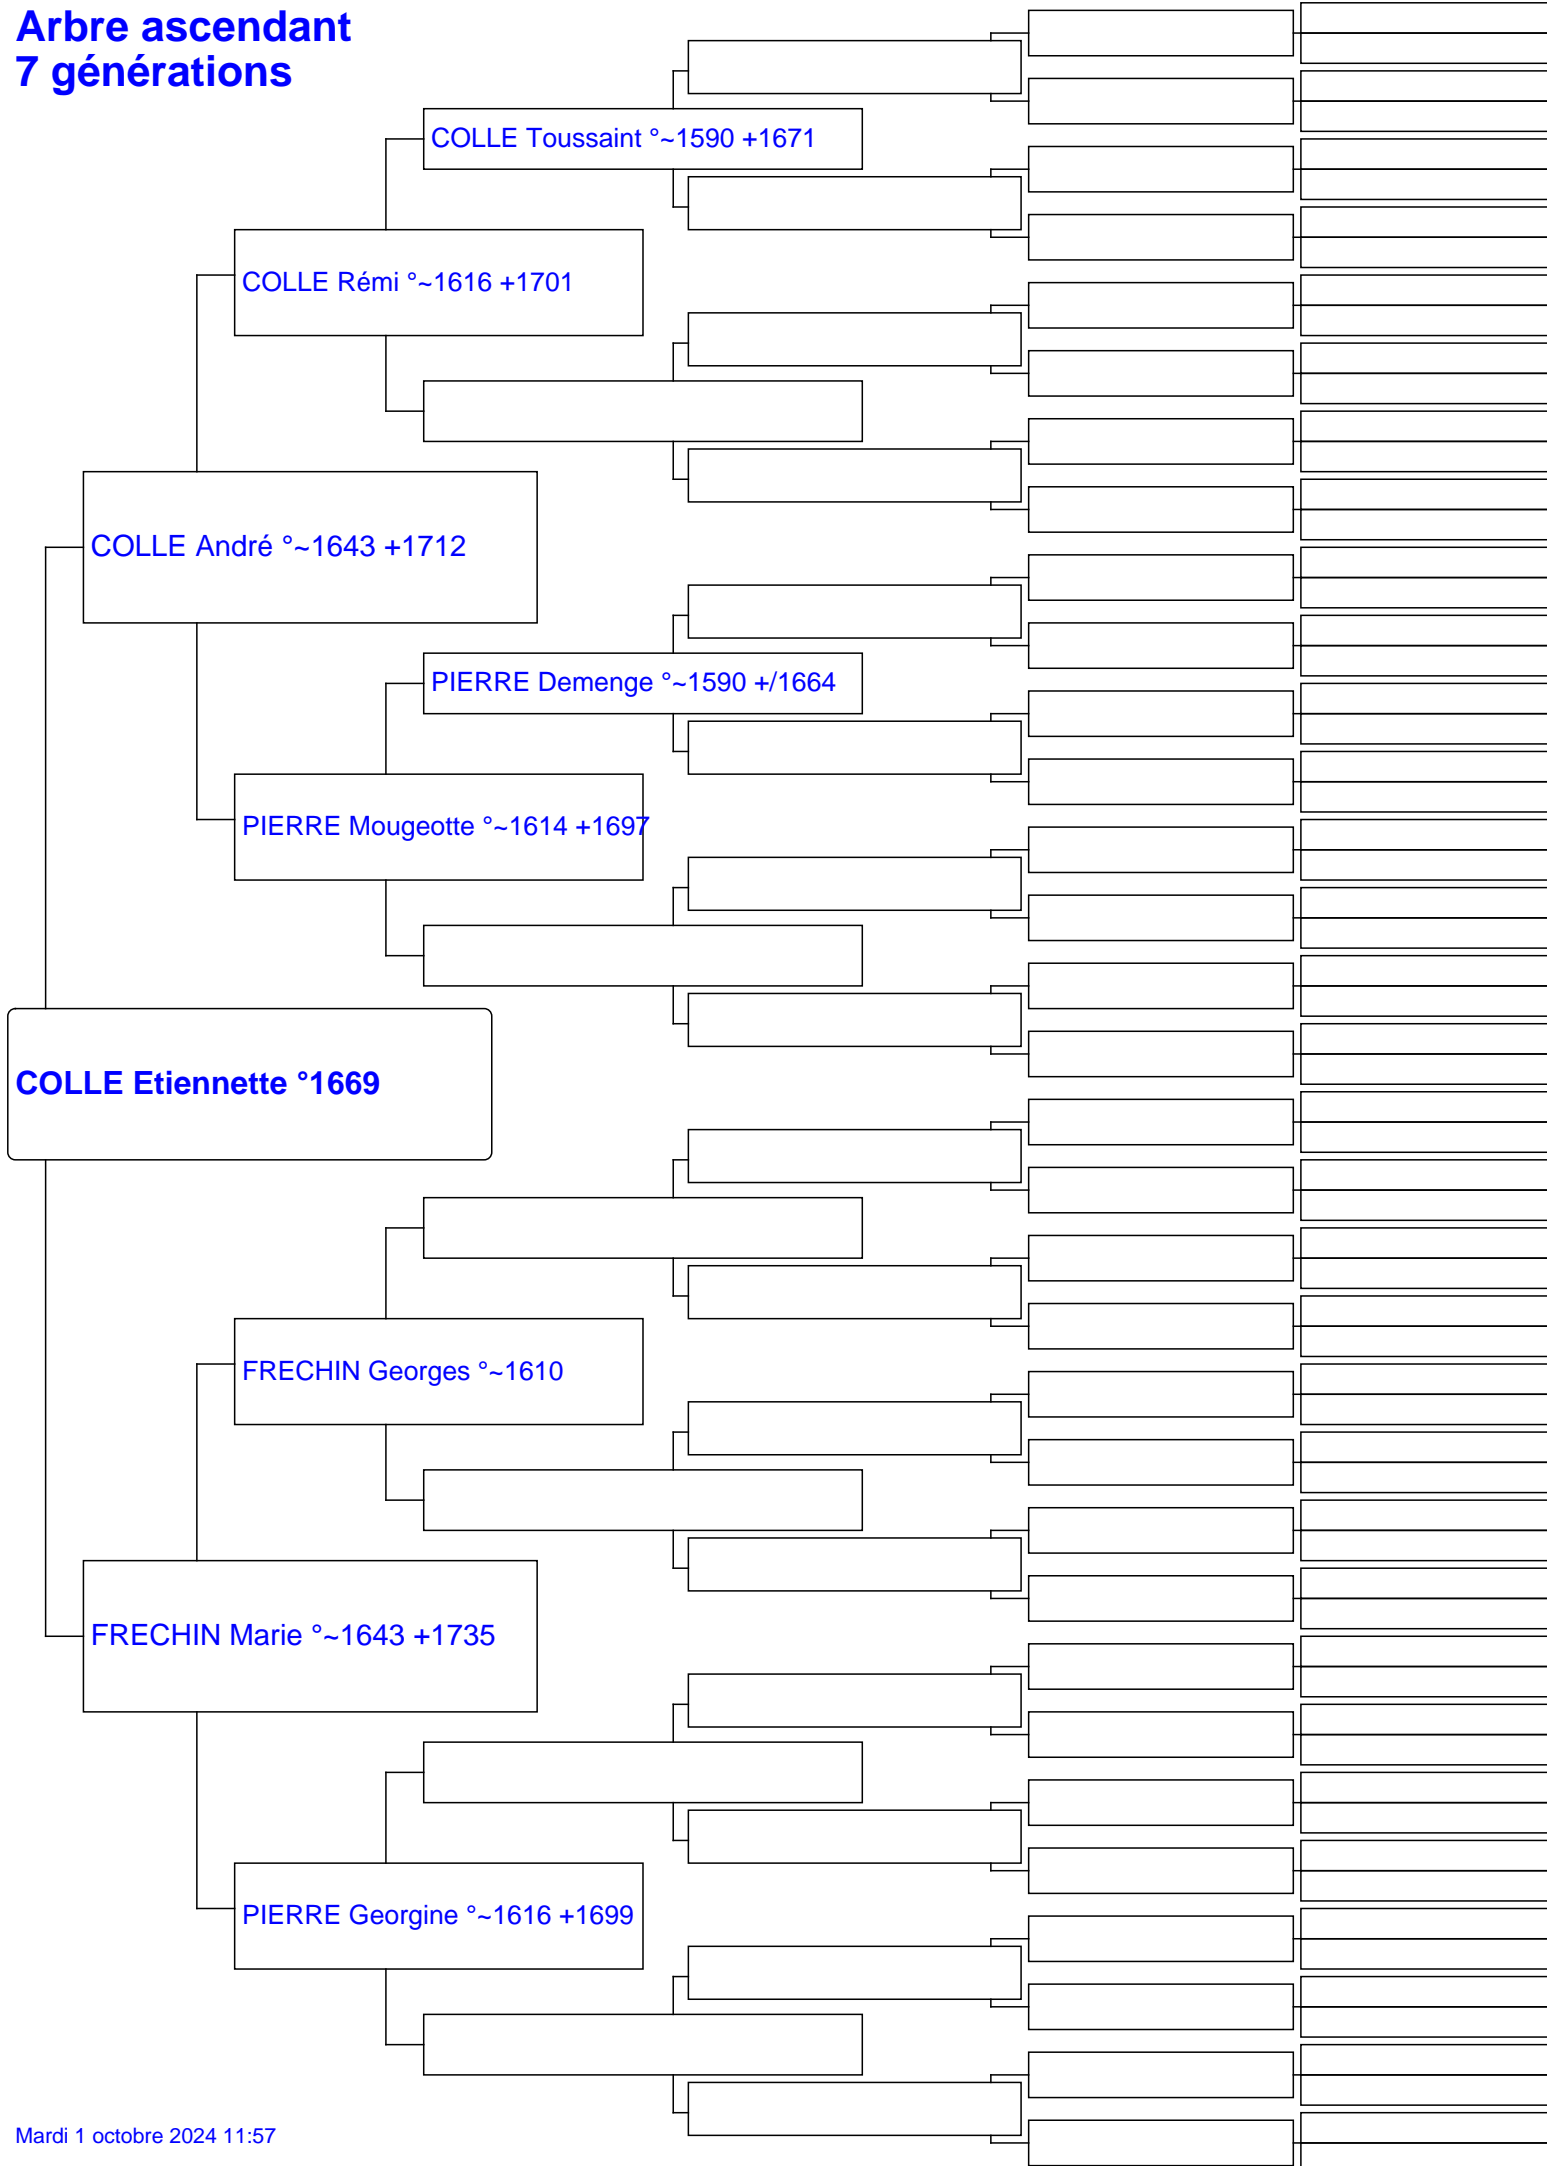 Arbre ascendant
7 générations
COLLE Toussaint °~1590 +1671
COLLE Rémi °~1616 +1701
COLLE André °~1643 +1712
PIERRE Demenge °~1590 +/1664
PIERRE Mougeotte °~1614 +1697
COLLE Etiennette °1669
FRECHIN Georges °~1610
FRECHIN Marie °~1643 +1735
PIERRE Georgine °~1616 +1699
Mardi 1 octobre 2024 11:57